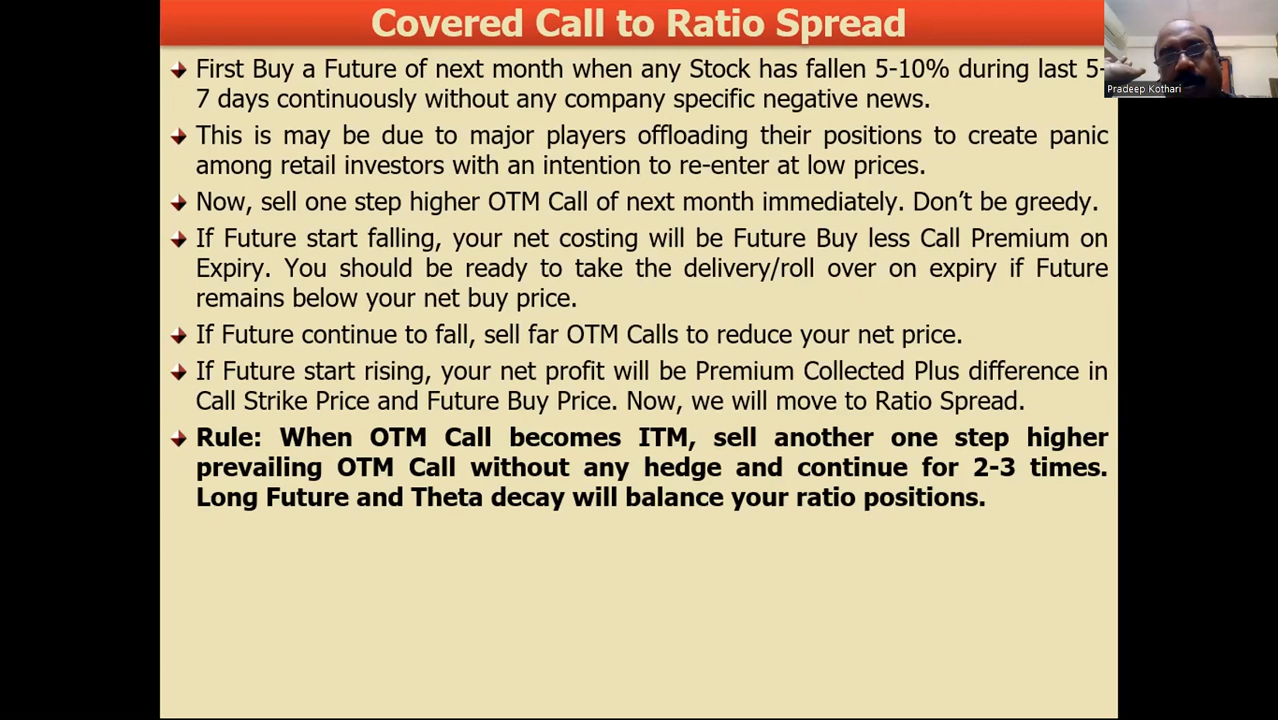 Covered Call to Ratio Spread
First Buy a Future of next month when any Stock has fallen 5-10% during last 5-
7 days continuously without any company specific negative news.
This is may be due to major players offloading their positions to create panic
among retail investors with an intention to re-enter at low prices.
Now, sell one step higher OTM Call of next month immediately. Don't be greedy.
If Future start falling, your net costing will be Future Buy less Call Premium on
Expiry. You should be ready to take the delivery/roll over on expiry if Future
remains below your net buy price.
If Future continue to fall, sell far OTM Calls to reduce your net price.
If Future start rising, your net profit will be Premium Collected Plus difference in
Call Strike Price and Future Buy Price. Now, we will move to Ratio Spread.
Rule: When OTM Call becomes ITM, sell another one step higher
prevailing OTM Call without any hedge and continue for 2-3 times.
Long Future and Theta decay will balance your ratio positions.
Pradeep Kothari